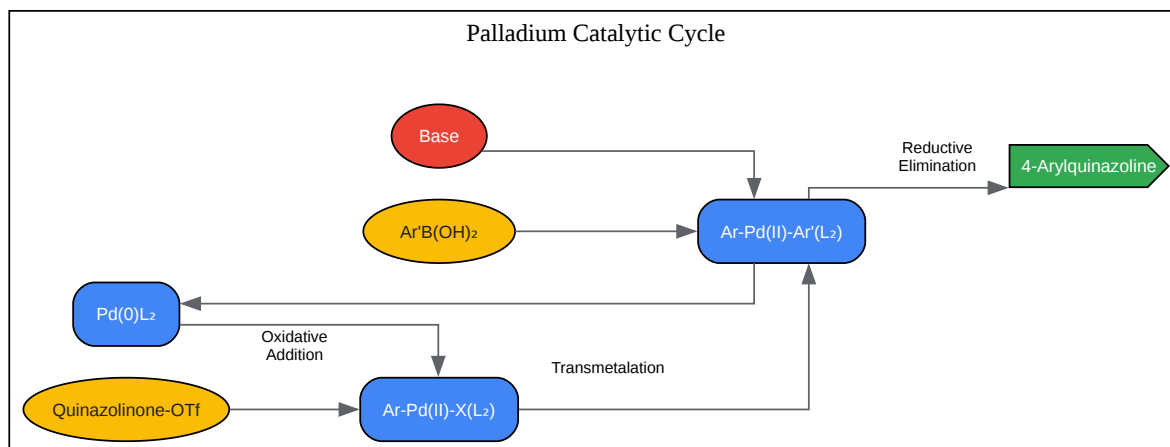 Palladium Catalytic Cycle
Base
Reductive
Elimination
4-Arylquinazoline
Ar'B(OH)₂
Ar-Pd(II)-Ar'(L₂)
Pd(0)L₂
Oxidative
Addition
Transmetalation
Quinazolinone-OTf
Ar-Pd(II)-X(L₂)